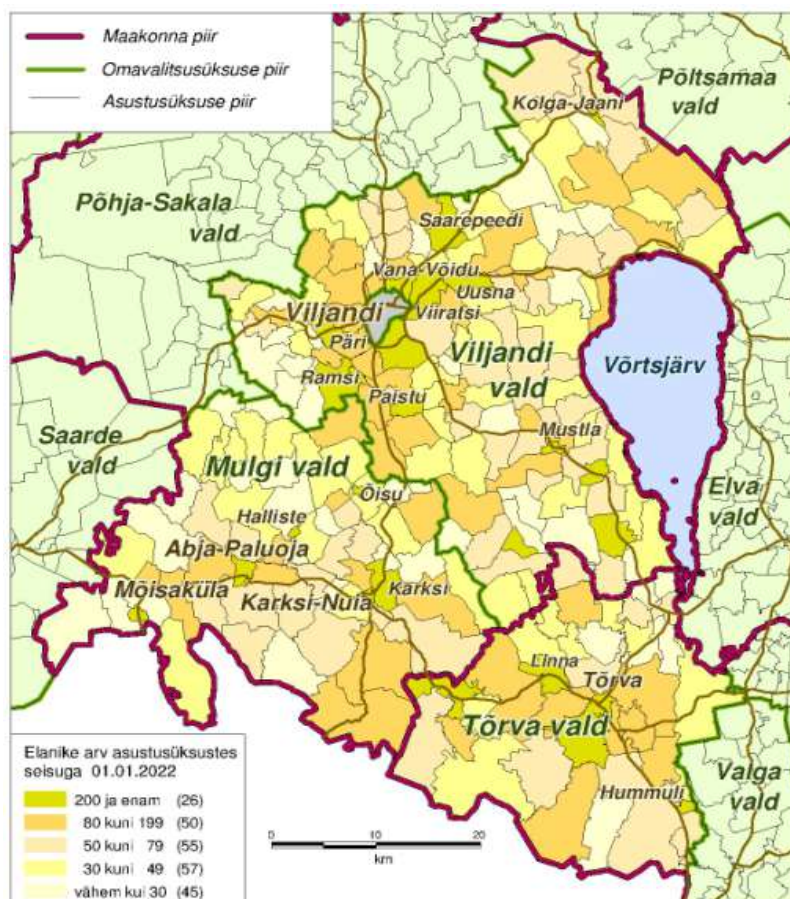 Maakonna piir
Omavalitsusüksuse piir
Asustusüksuse piir
Põltsamaa
vald
Kolga-Jaani
Põhja-Sakala
vald
Saarepeedi
Vana-Võidu
Uusna
Viljandi
Viiratsi
Päri
Viljandi
vald
Võrtsjärv
Ramsi
Paistu
Saarde
vald
Mustla
Mulgi vald
Õisu
Elva
vald
Halliste
Abja-Paluoja
Mõisaküla
Karksi
Karksi-Nuia
Linna
Tõrva
Tõrva vald
Valga
vald
Hummuli
Elanike arv asustusüksustes
seisuga 01.01.2022
200 ja enam (26)
80 kuni 199 (50)
50 kuni 79 (55)
30 kuni 49 (57)
vähem kui 30 (45)
0 10 20
km